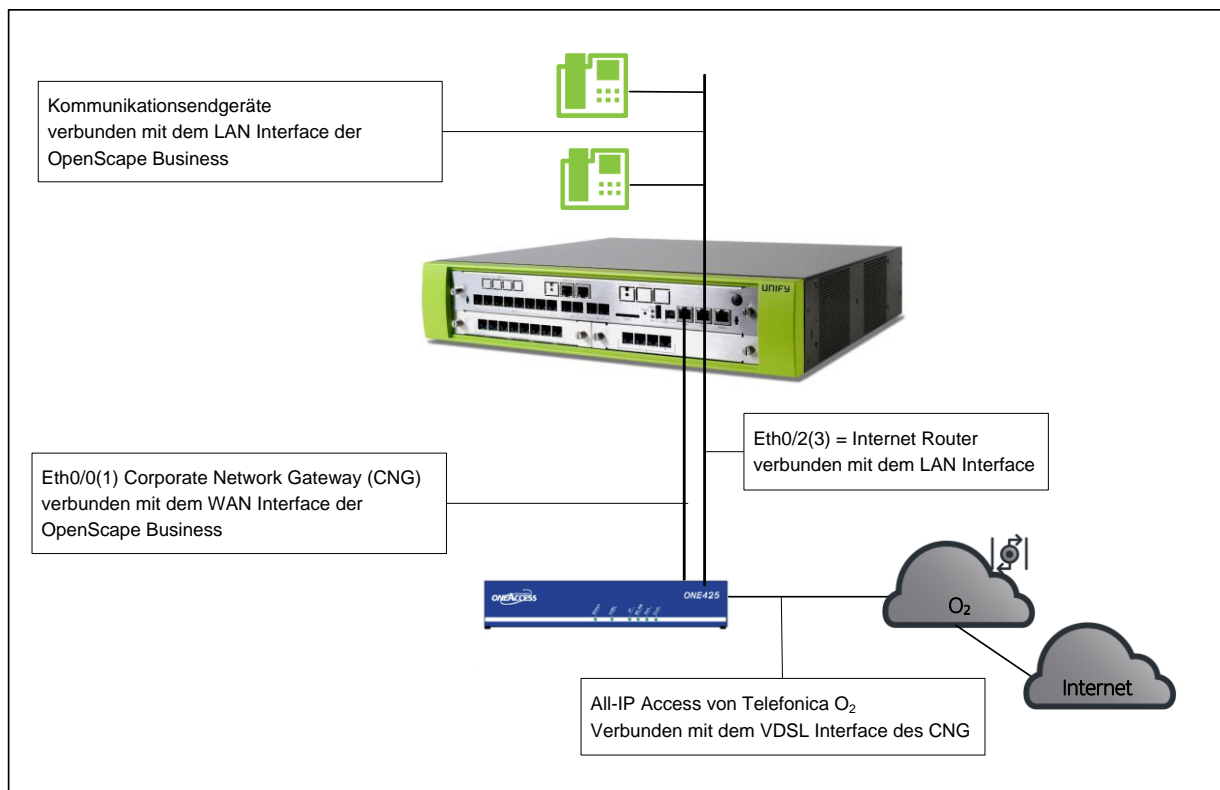 Kommunikationsendgeräte
verbunden mit dem LAN Interface der
OpenScape Business
UNIFY
Eth0/2(3) = Internet Router
verbunden mit dem LAN Interface
Eth0/0(1) Corporate Network Gateway (CNG)
verbunden mit dem WAN Interface der
OpenScape Business
ONEACCESS
ONE425
O₂
Internet
All-IP Access von Telefonica O₂
Verbunden mit dem VDSL Interface des CNG